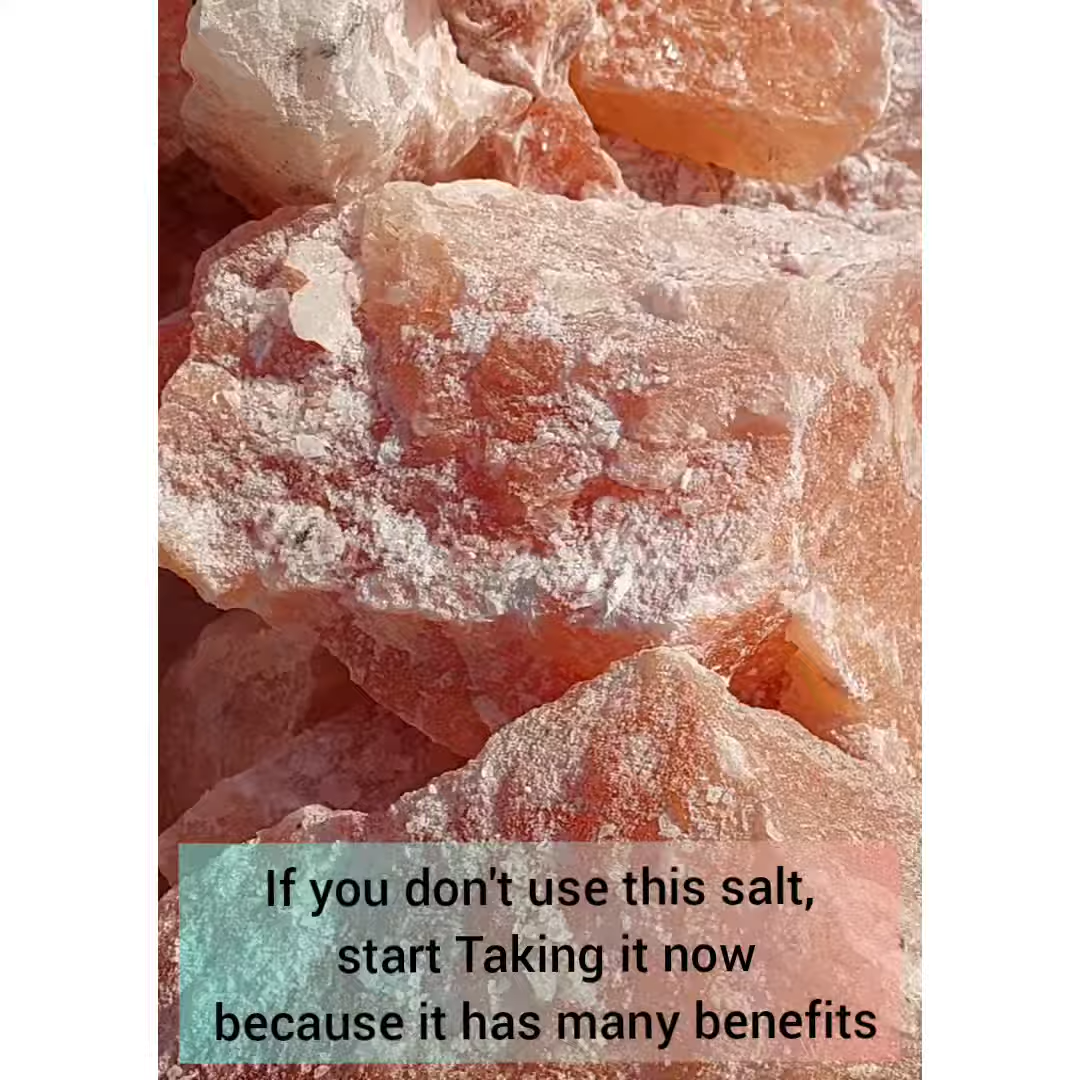 If you don't use this salt,
start Taking it now
because it has many benefits